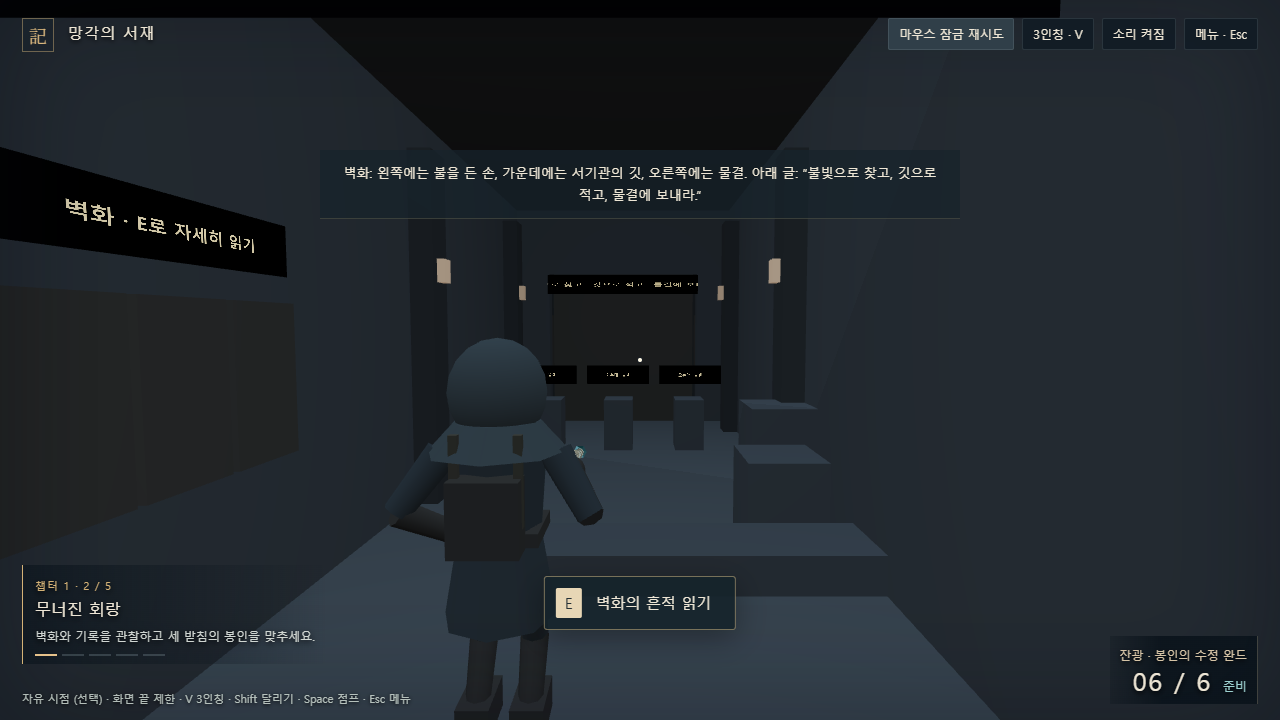 記 망각의 서재
마우스 잠금 재시도
3인칭 · V
소리 켜짐
메뉴 · Esc
벽화: 왼쪽에는 불을 든 손, 가운데에는 서기관의 깃, 오른쪽에는 물결. 아래 글: "불빛으로 찾고, 깃으로
적고, 물결에 보내라."
벽화 · E로 자세히 읽기
E 벽화의 흔적 읽기
챕터 1 · 2 / 5
무너진 회랑
벽화와 기록을 관찰하고 세 받침의 봉인을 맞추세요.
자유 시점 (선택) · 화면 끝 제한 · V 3인칭 · Shift 달리기 · Space 점프 · Esc 메뉴
잔광 · 봉인의 수정 완드
06 / 6 준비